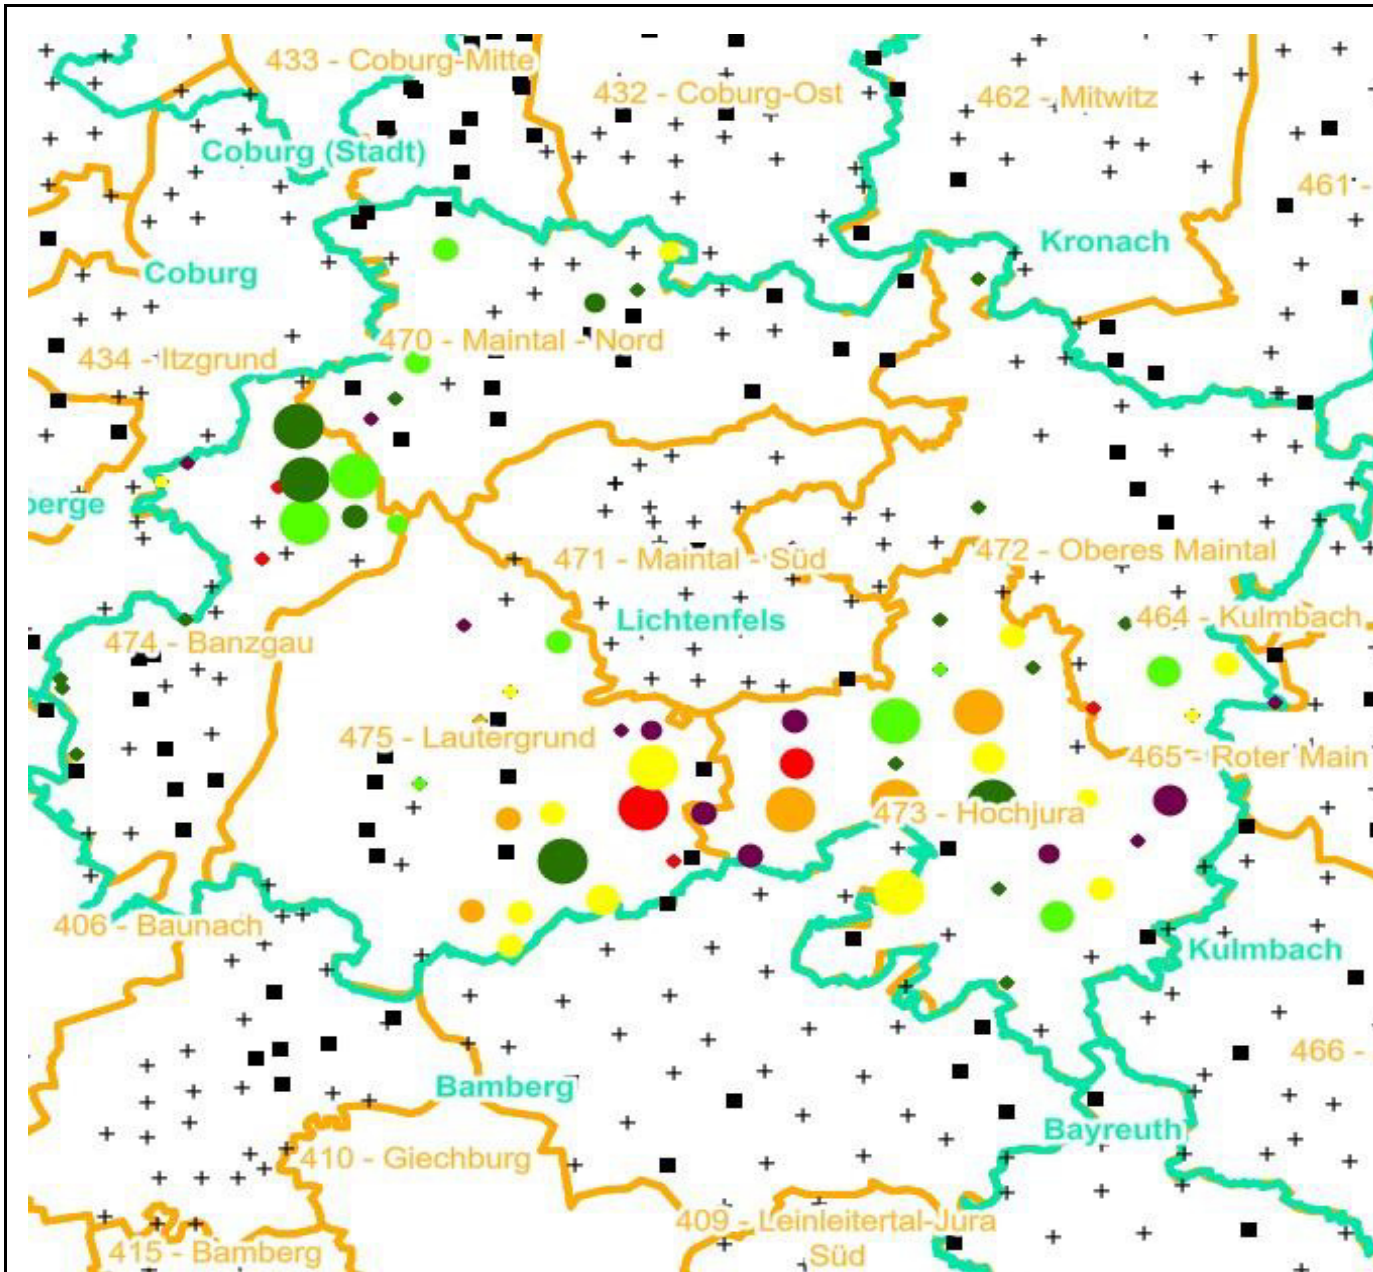 433 - Coburg-Mitte
432 - Coburg-Ost
462 - Mitwitz
Coburg (Stadt)
461 -
Kronach
Coburg
470 - Maintal - Nord
434 - Itzgrund
berge
471 - Maintal - Süd
472 - Oberes Maintal
Lichtenfels
464 - Kulmbach
474 - Banzgau
475 - Lautergrund
465 - Roter Main
473 - Hochjura
406 - Baunach
Kulmbach
466 -
Bamberg
Bayreuth
410 - Giechburg
409 - Leinleitertal-Jura
Süd
415 - Bamberg